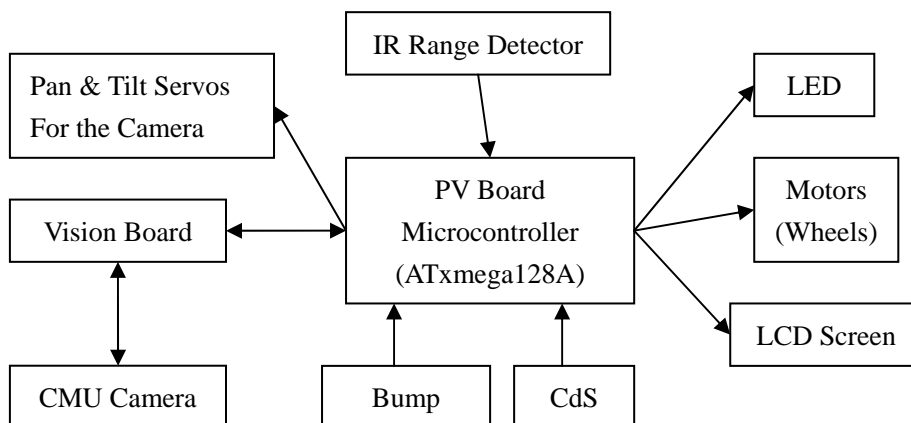 IR Range Detector
Pan & Tilt Servos
For the Camera
LED
PV Board
Microcontroller
(ATxmega128A)
Motors
(Wheels)
Vision Board
LCD Screen
CMU Camera
Bump
CdS